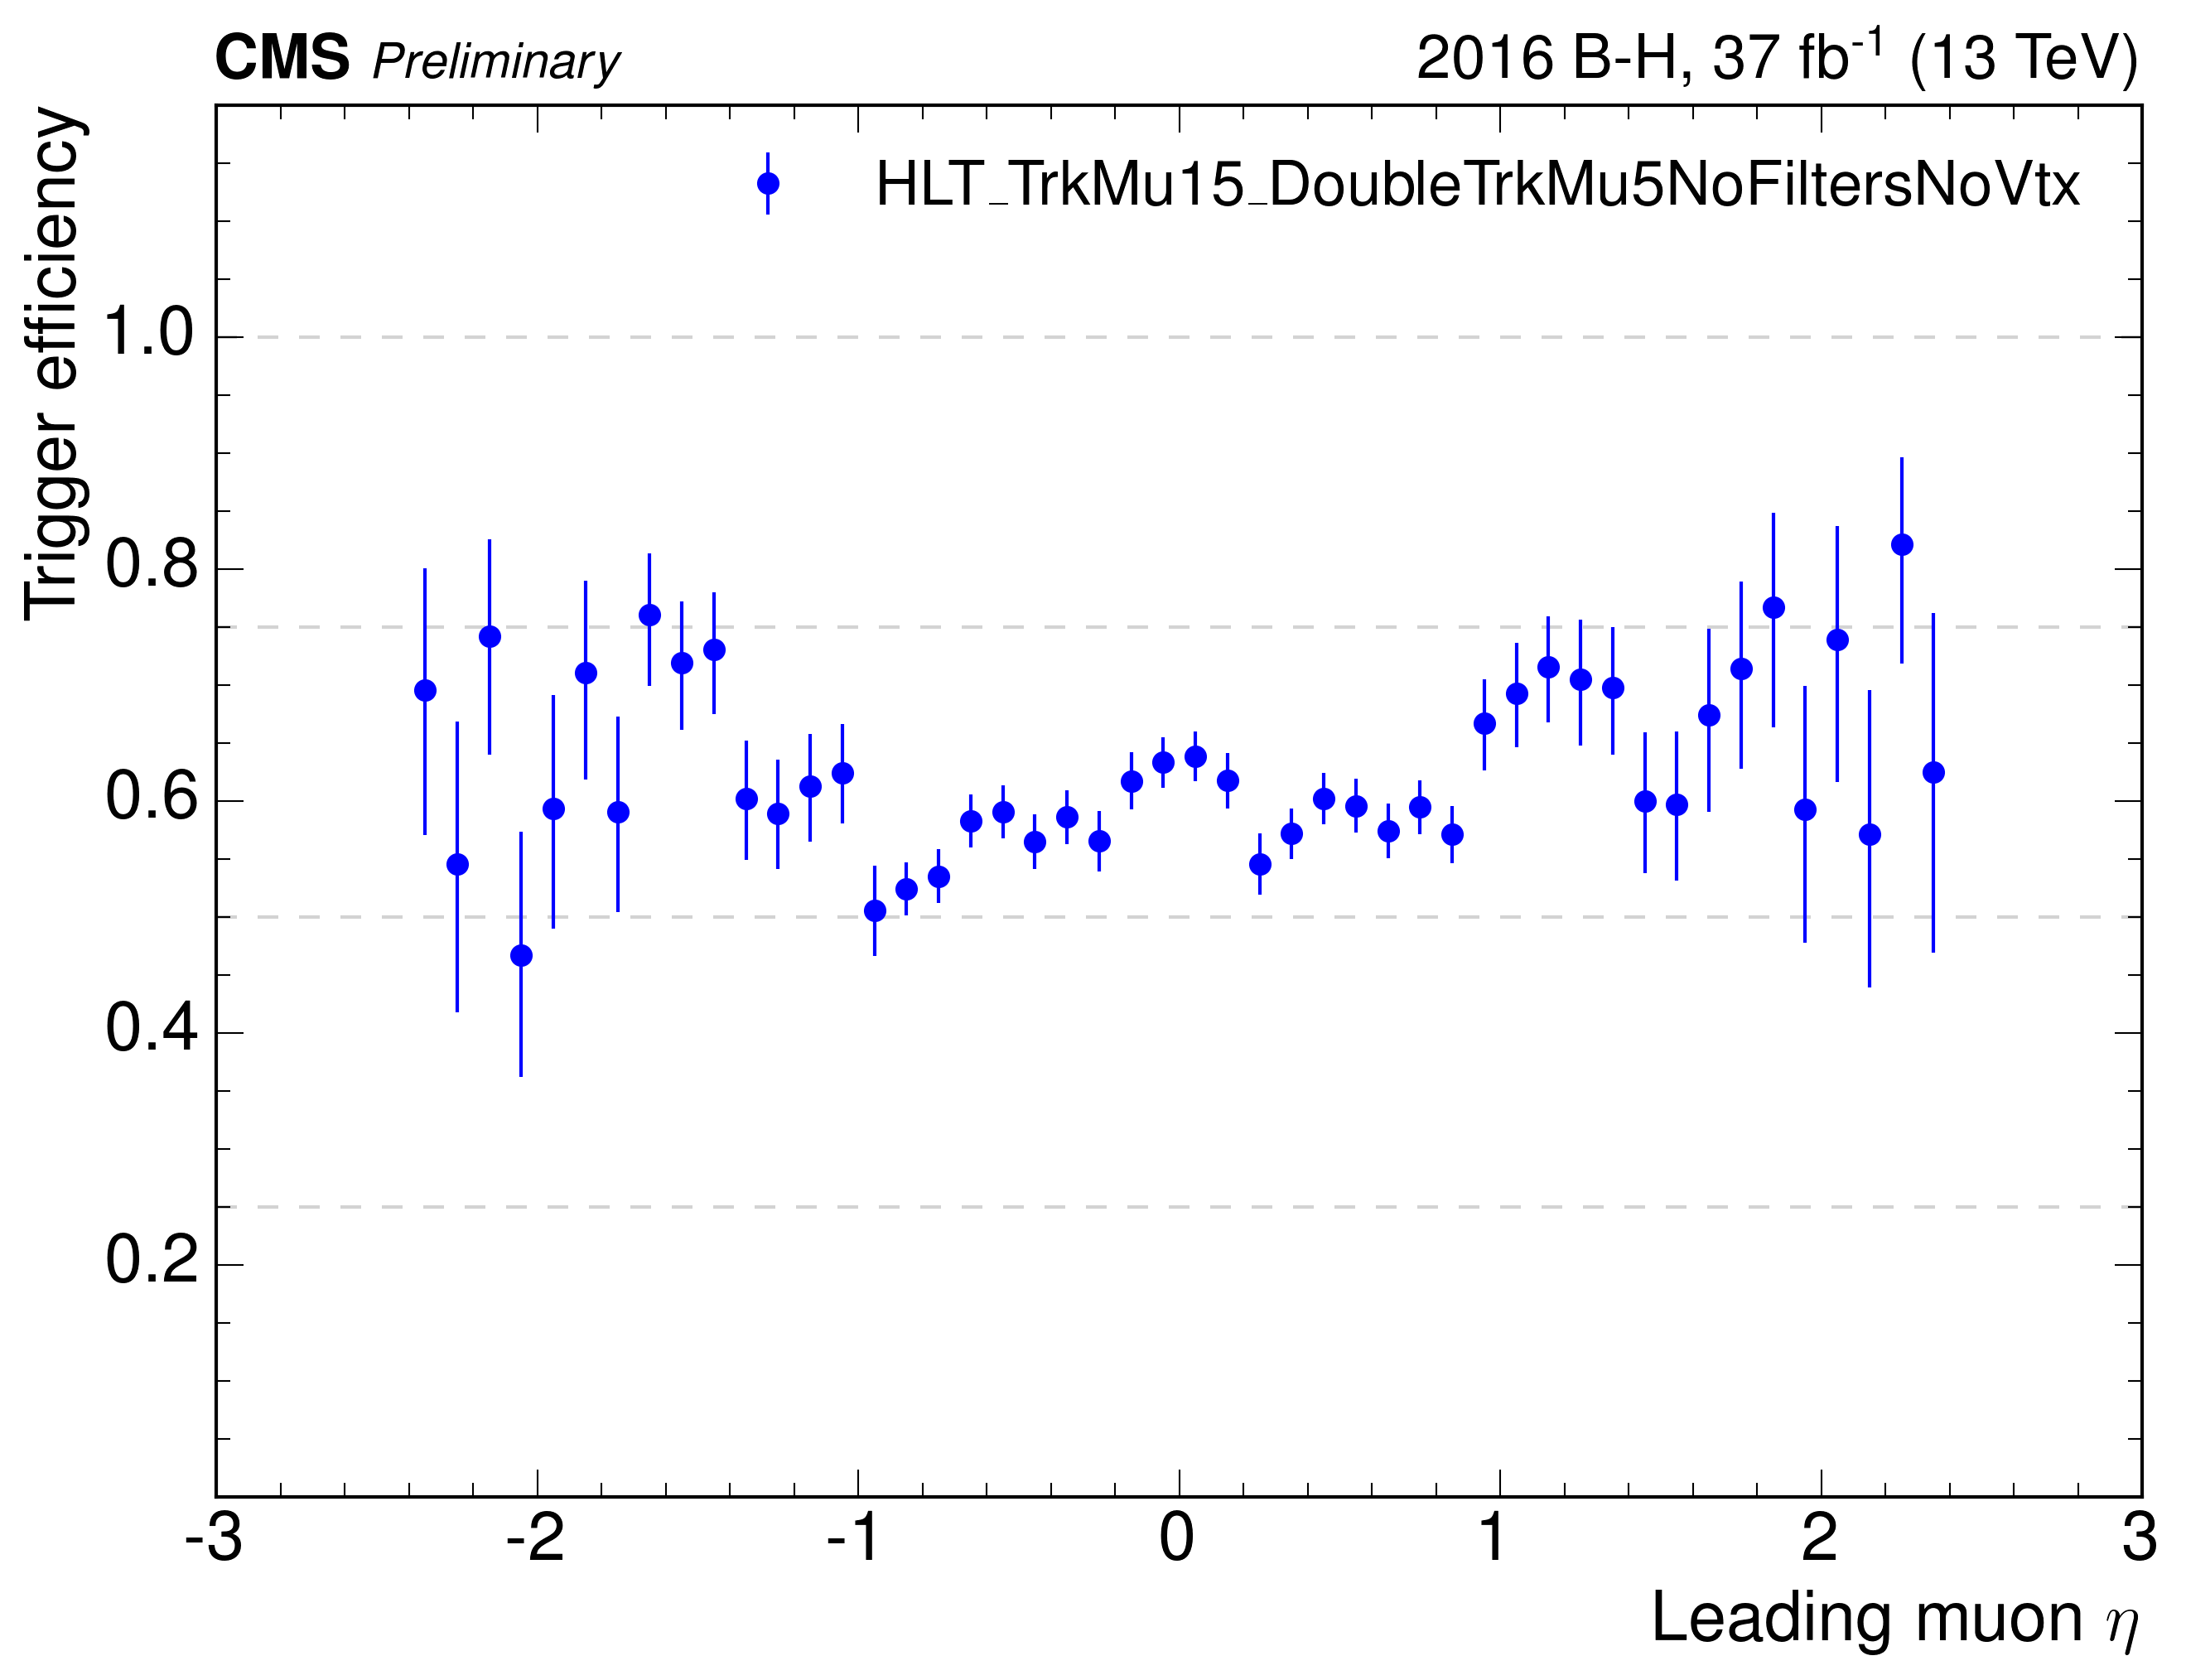 CMS Preliminary 2016 B-H, 37 fb⁻¹ (13 TeV)
Trigger efficiency
HLT_TrkMu15_DoubleTrkMu5NoFiltersNoVtx
1.0
0.8
0.6
0.4
0.2
-3 -2 -1 0 1 2 3
Leading muon η